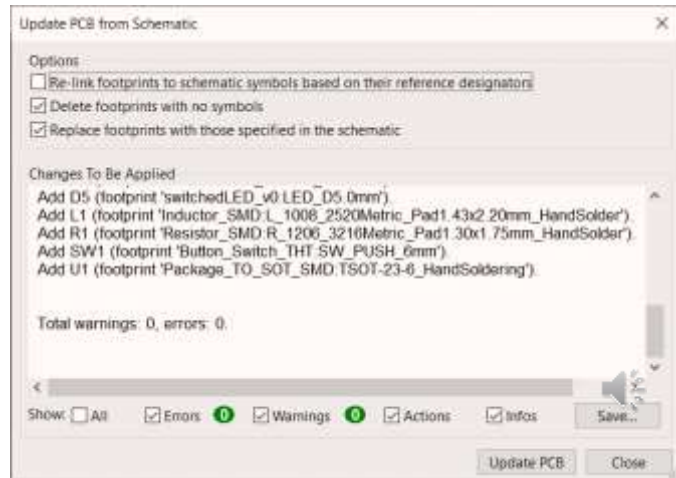 Update PCB from Schematic
Options
Re-link footprints to schematic symbols based on their reference designators
Delete footprints with no symbols
Replace footprints with those specified in the schematic
Changes To Be Applied
Add D5 (footprint 'switchedLED_v0:LED_D5.0mm').
Add L1 (footprint 'Inductor_SMD:L_1008_2520Metric_Pad1.43x2.20mm_HandSolder').
Add R1 (footprint 'Resistor_SMD:R_1206_3216Metric_Pad1.30x1.75mm_HandSolder').
Add SW1 (footprint 'Button_Switch_THT:SW_PUSH_6mm').
Add U1 (footprint 'Package_TO_SOT_SMD:TSOT-23-6_HandSoldering').
Total warnings: 0, errors: 0.
Show: All Errors 0 Warnings 0 Actions Infos Save...
Update PCB Close